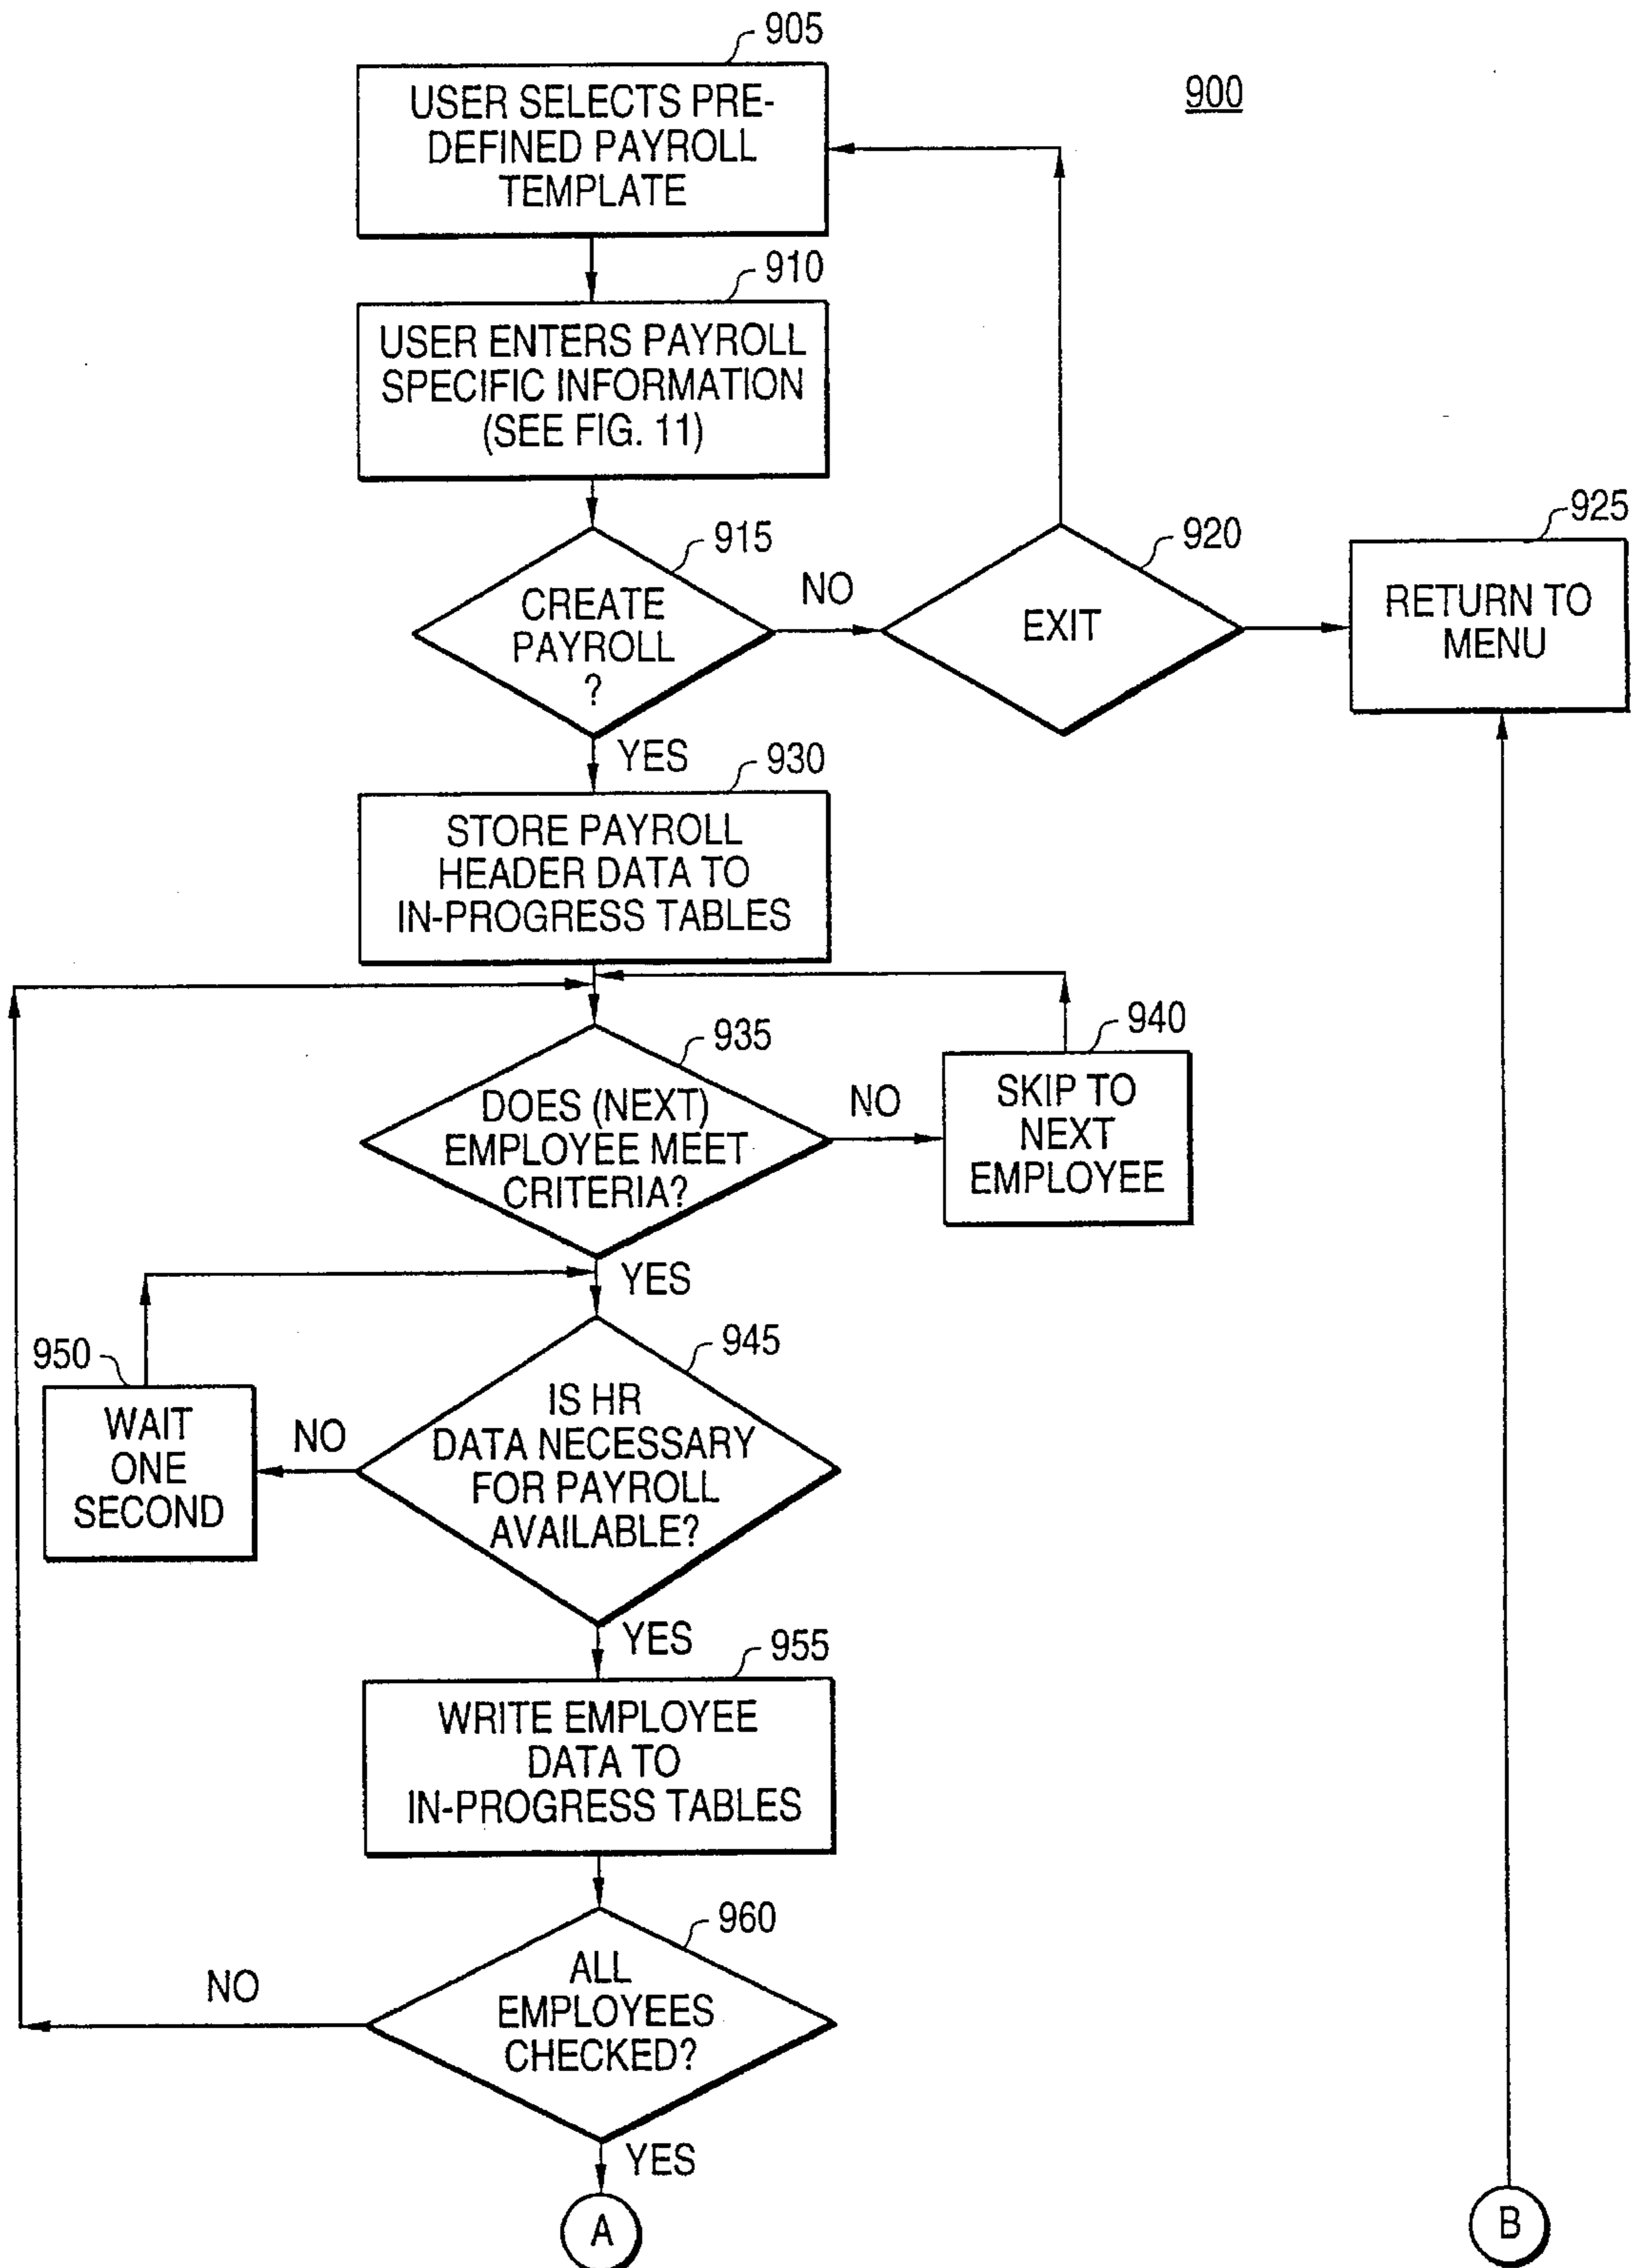 905
USER SELECTS PRE-
DEFINED PAYROLL
TEMPLATE
900
910
USER ENTERS PAYROLL
SPECIFIC INFORMATION
(SEE FIG. 11)
915
CREATE
PAYROLL
?
NO
920
EXIT
925
RETURN TO
MENU
YES
930
STORE PAYROLL
HEADER DATA TO
IN-PROGRESS TABLES
935
DOES (NEXT)
EMPLOYEE MEET
CRITERIA?
NO
940
SKIP TO
NEXT
EMPLOYEE
YES
945
IS HR
DATA NECESSARY
FOR PAYROLL
AVAILABLE?
NO
950
WAIT
ONE
SECOND
YES
955
WRITE EMPLOYEE
DATA TO
IN-PROGRESS TABLES
960
ALL
EMPLOYEES
CHECKED?
NO
YES
A
B